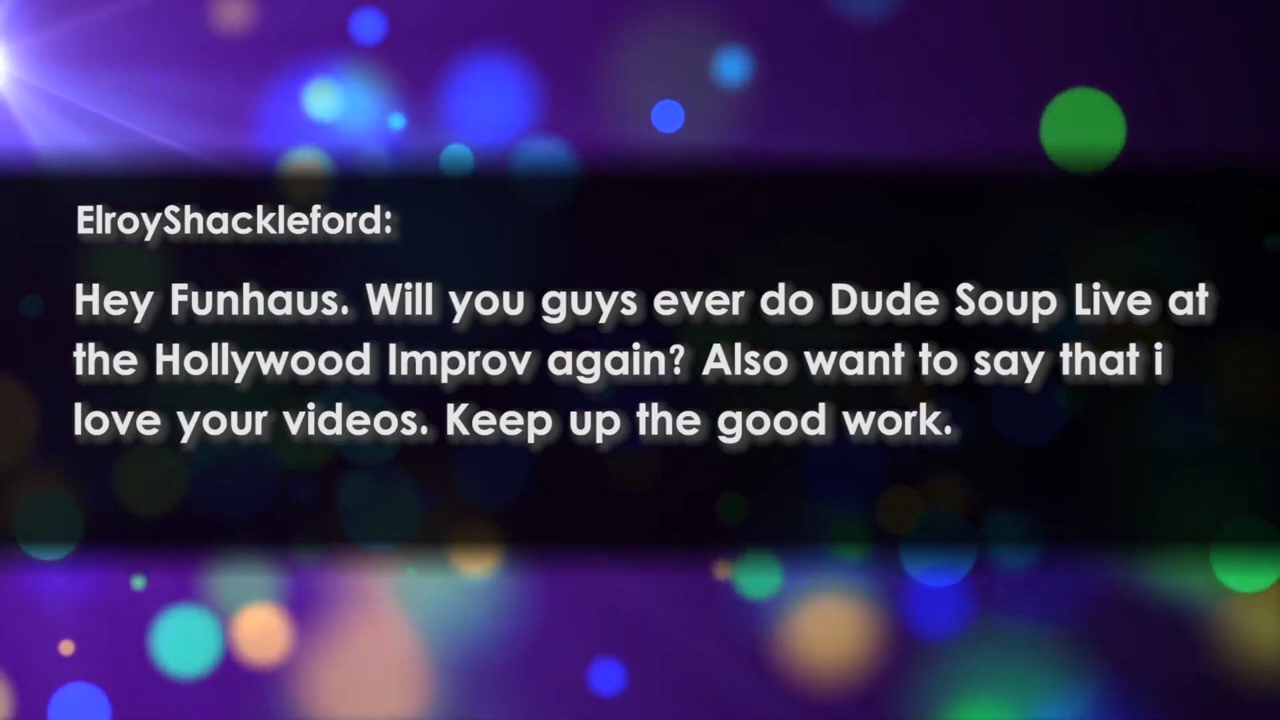 ElroyShackleford:
Hey Funhaus. Will you guys ever do Dude Soup Live at
the Hollywood Improv again? Also want to say that i
love your videos. Keep up the good work.